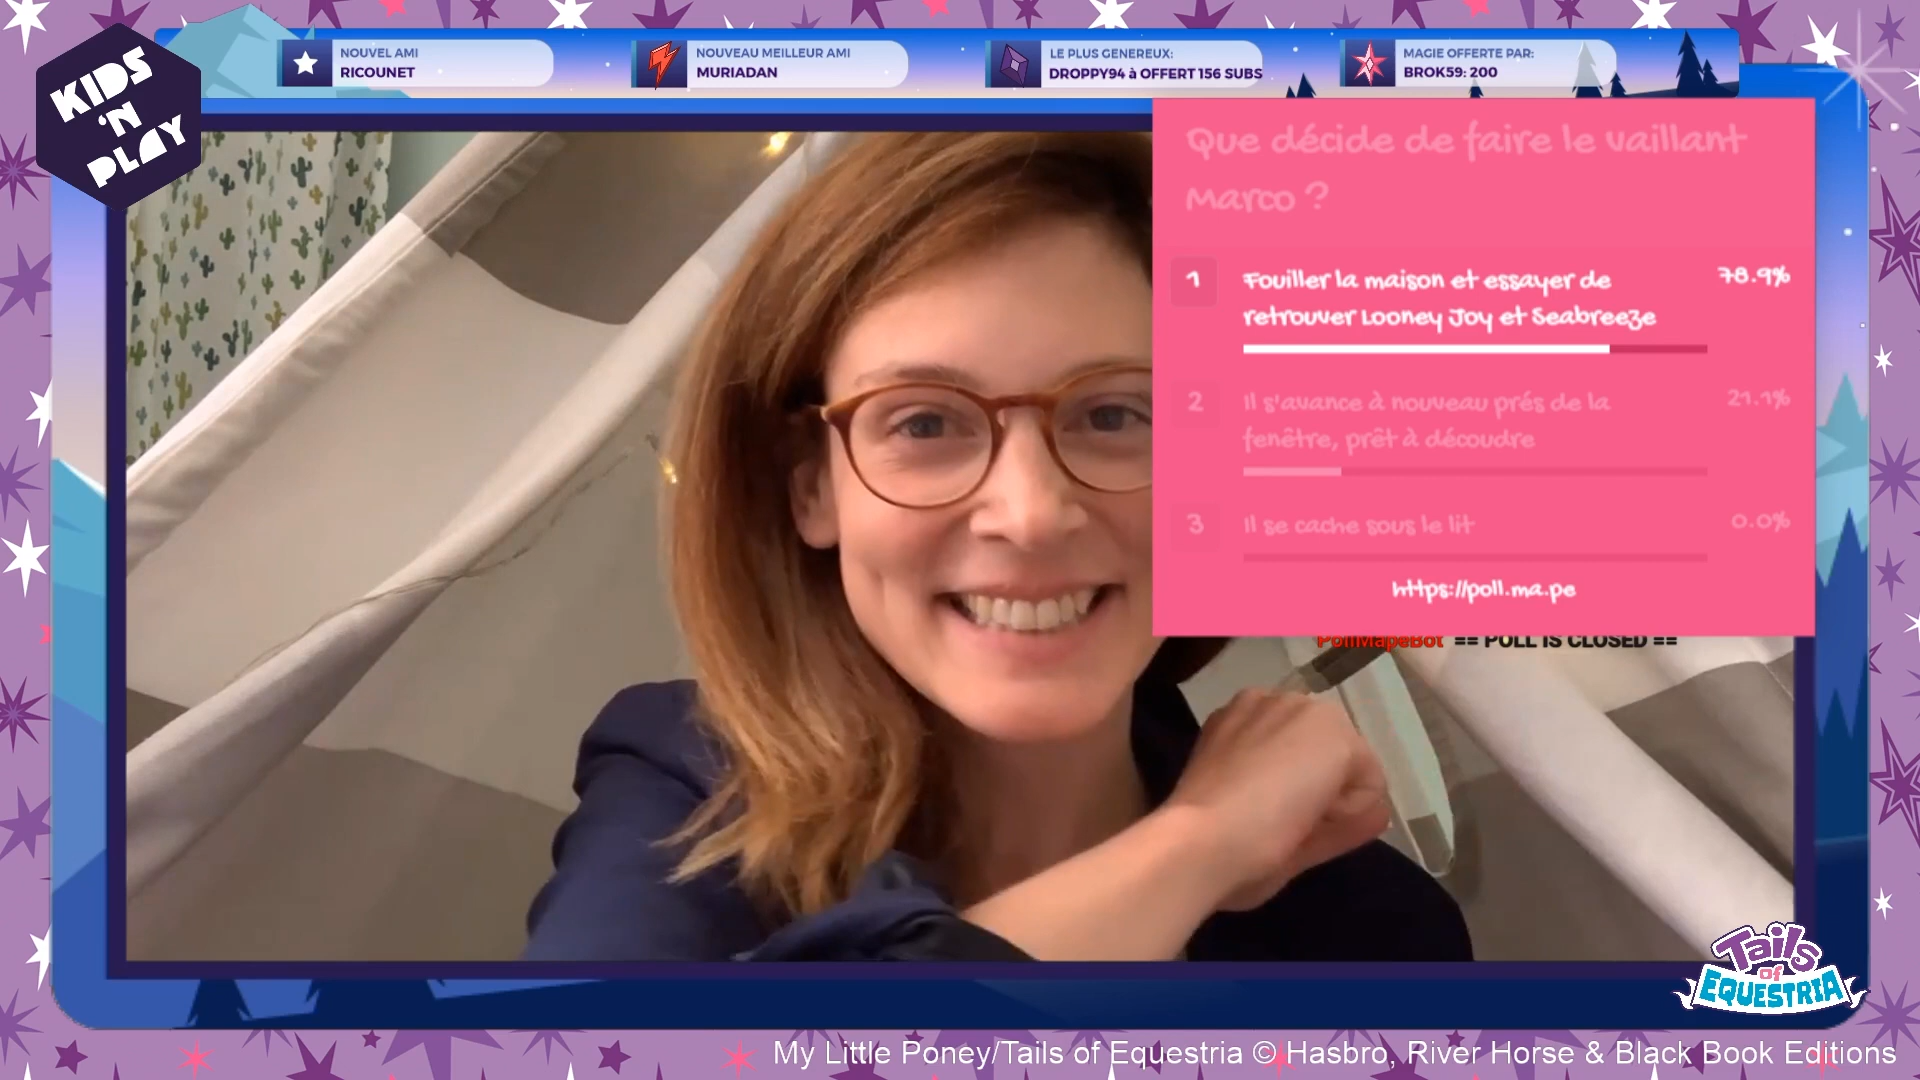 KIDS
'N
PLAY
NOUVEL AMI
RICOUNET
NOUVEAU MEILLEUR AMI
MURIADAN
LE PLUS GENEREUX:
DROPPY94 à OFFERT 156 SUBS
MAGIE OFFERTE PAR:
BROK59: 200
Que décide de faire le vaillant
Marco ?
1 Fouiller la maison et essayer de 78.9%
retrouver Looney Joy et Seabreeze
2 Il s'avance à nouveau prés de la 21.1%
fenêtre, prêt à découdre
3 Il se cache sous le lit 0.0%
https://poll.ma.pe
PollMapeBot == POLL IS CLOSED ==
Tails
of
EQUESTRIA
My Little Poney/Tails of Equestria © Hasbro, River Horse & Black Book Editions